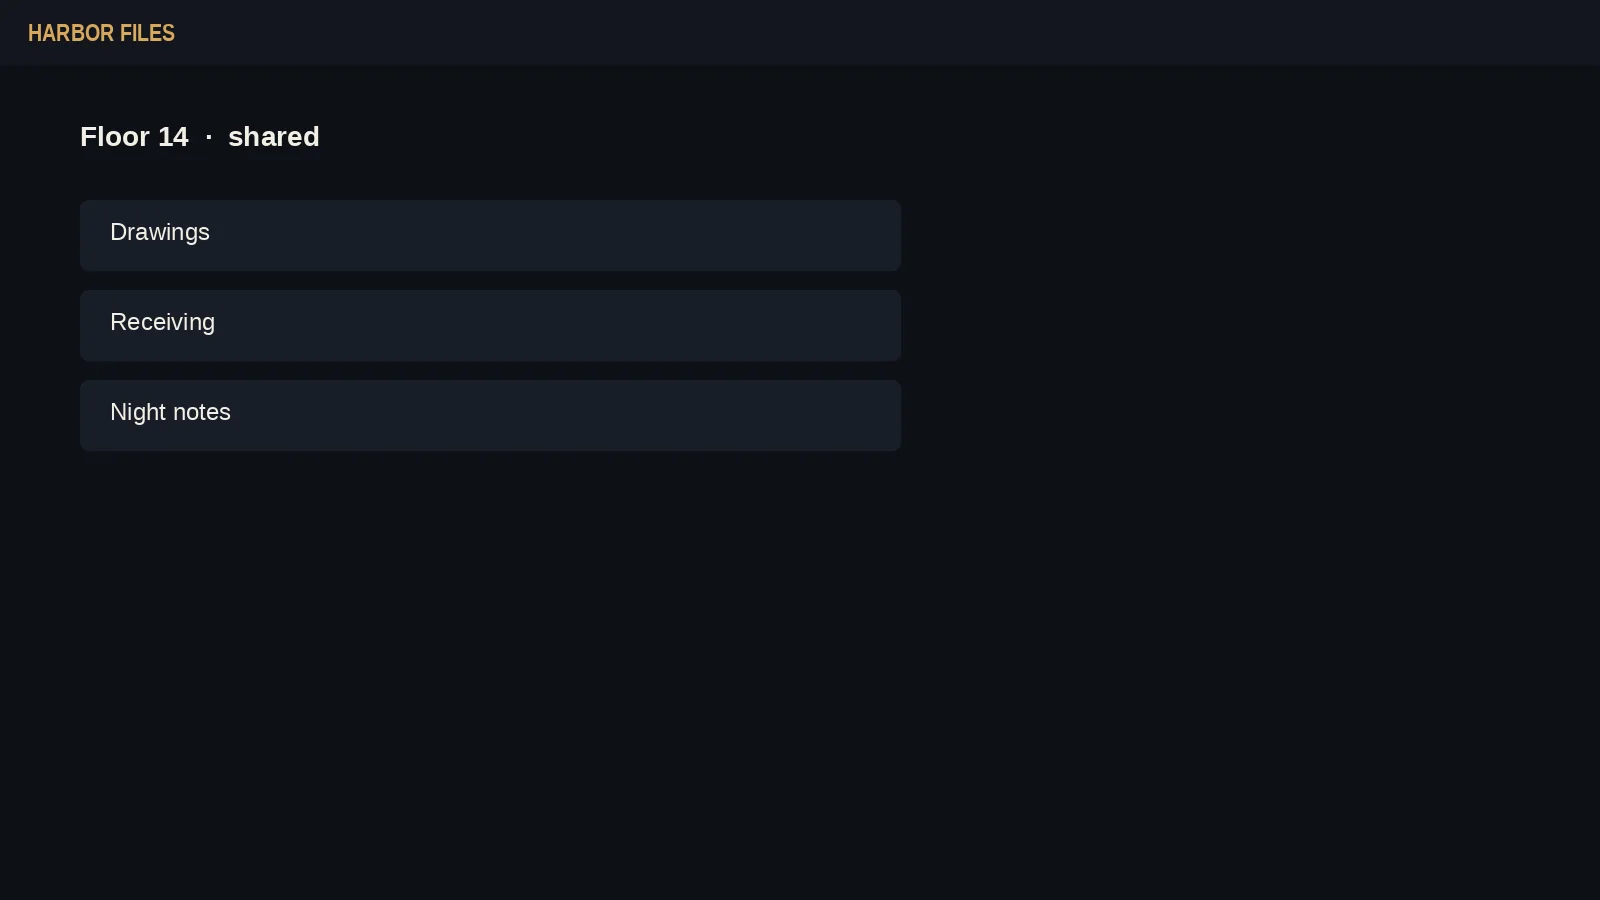 HARBOR FILES
Floor 14 · shared
Drawings
Receiving
Night notes